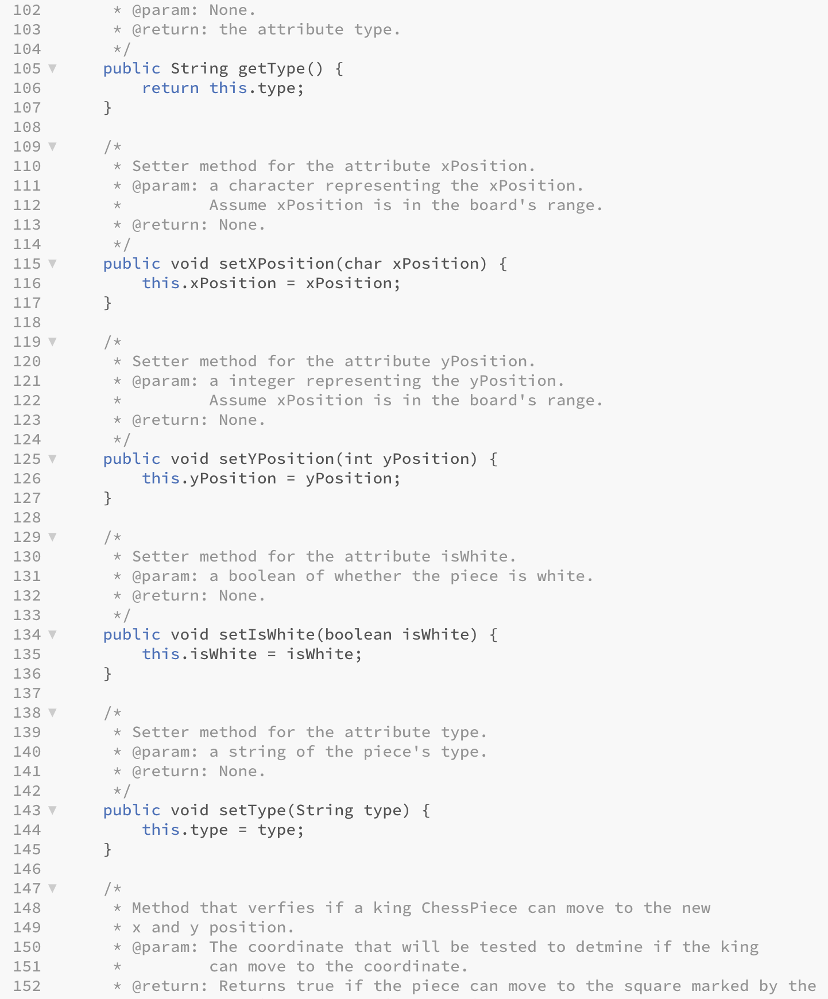 102 * @param: None.
103 * @return: the attribute type.
104 */
105 public String getType() {
106 return this.type;
107 }
108
109 /*
110 * Setter method for the attribute xPosition.
111 * @param: a character representing the xPosition.
112 * Assume xPosition is in the board's range.
113 * @return: None.
114 */
115 public void setXPosition(char xPosition) {
116 this.xPosition = xPosition;
117 }
118
119 /*
120 * Setter method for the attribute yPosition.
121 * @param: a integer representing the yPosition.
122 * Assume xPosition is in the board's range.
123 * @return: None.
124 */
125 public void setYPosition(int yPosition) {
126 this.yPosition = yPosition;
127 }
128
129 /*
130 * Setter method for the attribute isWhite.
131 * @param: a boolean of whether the piece is white.
132 * @return: None.
133 */
134 public void setIsWhite(boolean isWhite) {
135 this.isWhite = isWhite;
136 }
137
138 /*
139 * Setter method for the attribute type.
140 * @param: a string of the piece's type.
141 * @return: None.
142 */
143 public void setType(String type) {
144 this.type = type;
145 }
146
147 /*
148 * Method that verfies if a king ChessPiece can move to the new
149 * x and y position.
150 * @param: The coordinate that will be tested to detmine if the king
151 * can move to the coordinate.
152 * @return: Returns true if the piece can move to the square marked by the